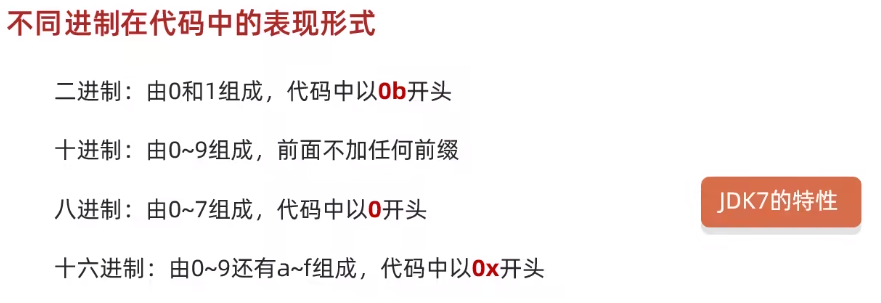 不同进制在代码中的表现形式
二进制：由0和1组成，代码中以0b开头
十进制：由0~9组成，前面不加任何前缀
八进制：由0~7组成，代码中以0开头
JDK7的特性
十六进制：由0~9还有a~f组成，代码中以0x开头